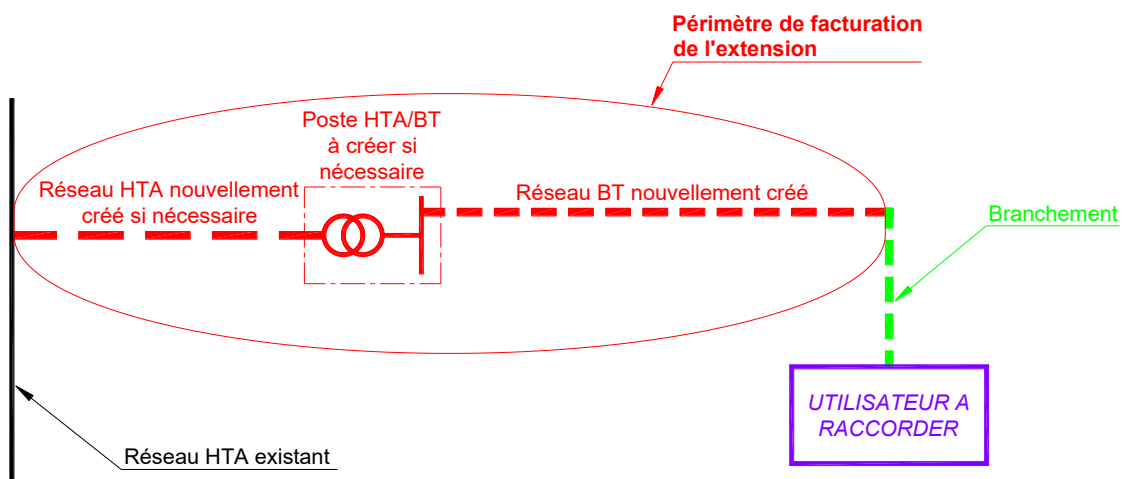 Périmètre de facturation
de l'extension
Poste HTA/BT
à créer si
nécessaire
Réseau HTA nouvellement
créé si nécessaire
Réseau BT nouvellement créé
Branchement
UTILISATEUR A
RACCORDER
Réseau HTA existant